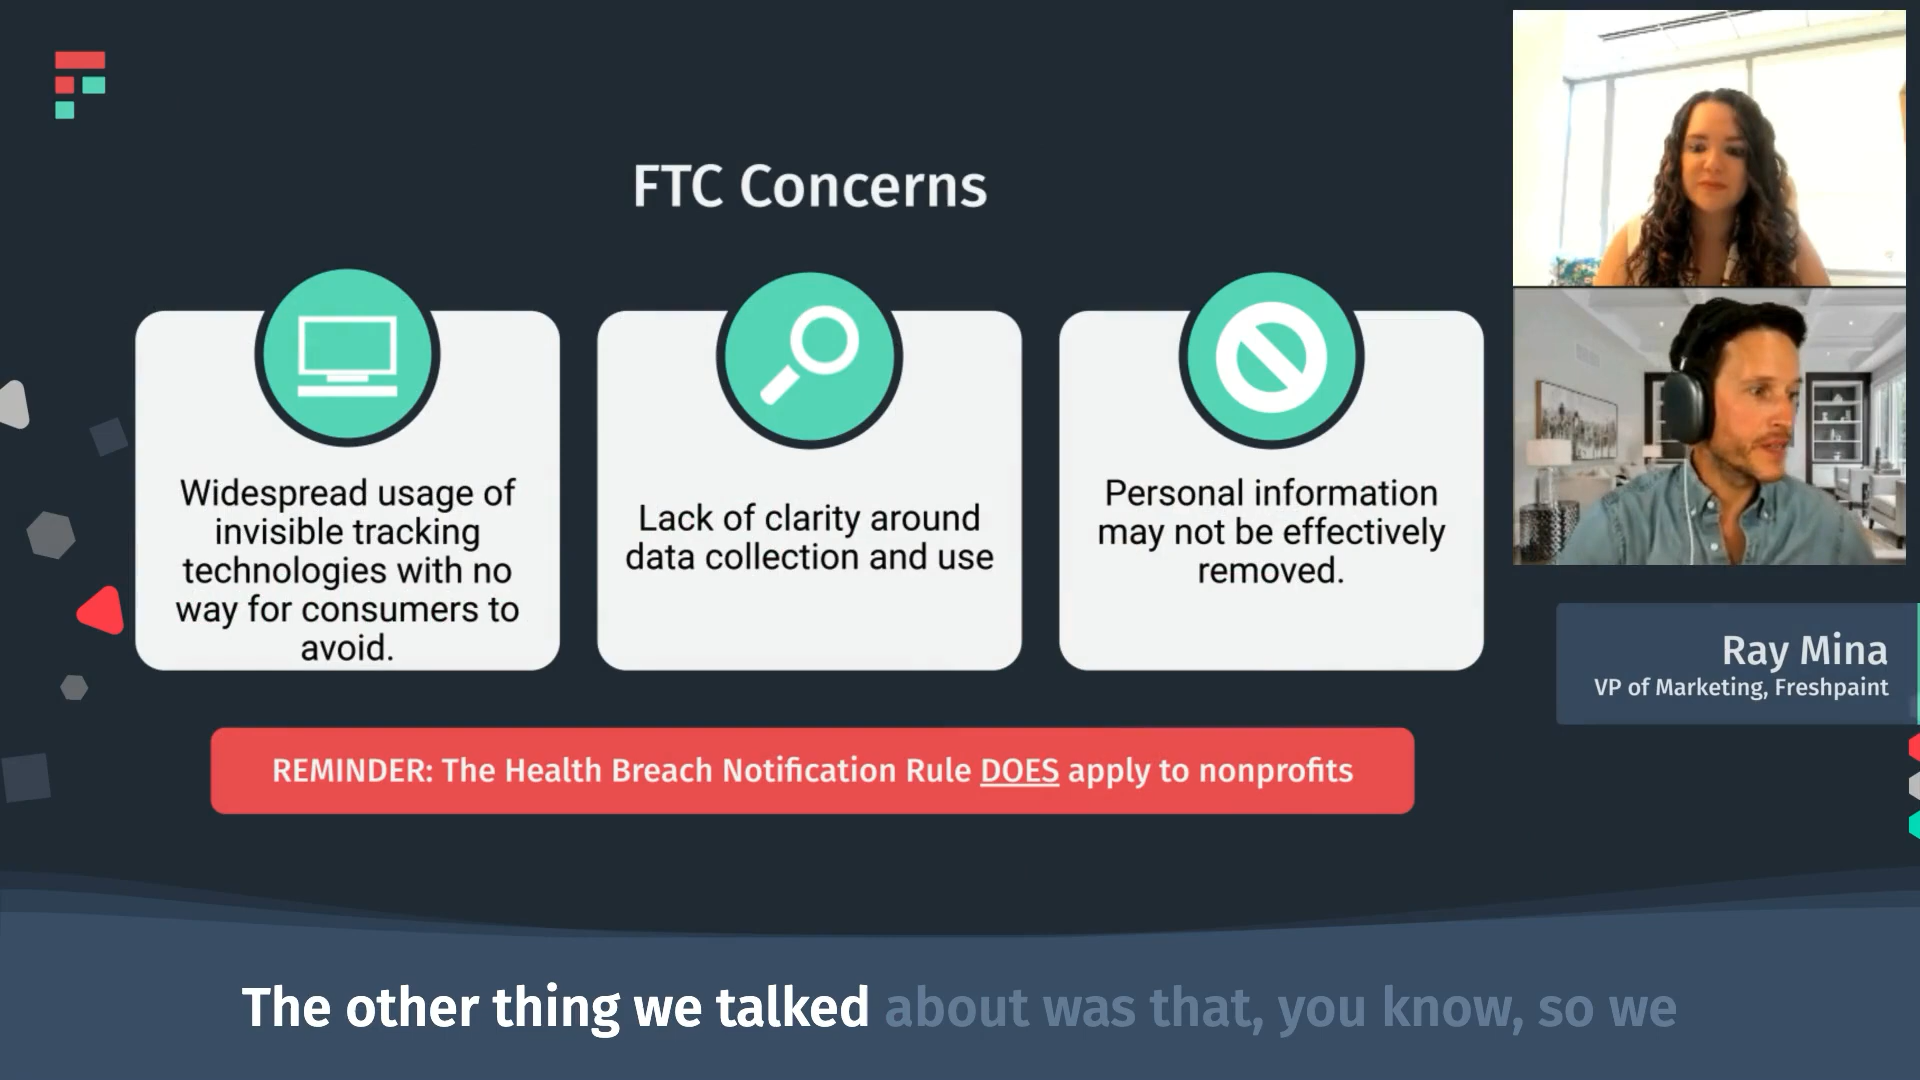 FTC Concerns
Widespread usage of
invisible tracking
technologies with no
way for consumers to
avoid.
Lack of clarity around
data collection and use
Personal information
may not be effectively
removed.
REMINDER: The Health Breach Notification Rule DOES apply to nonprofits
Ray Mina
VP of Marketing, Freshpaint
The other thing we talked about was that, you know, so we